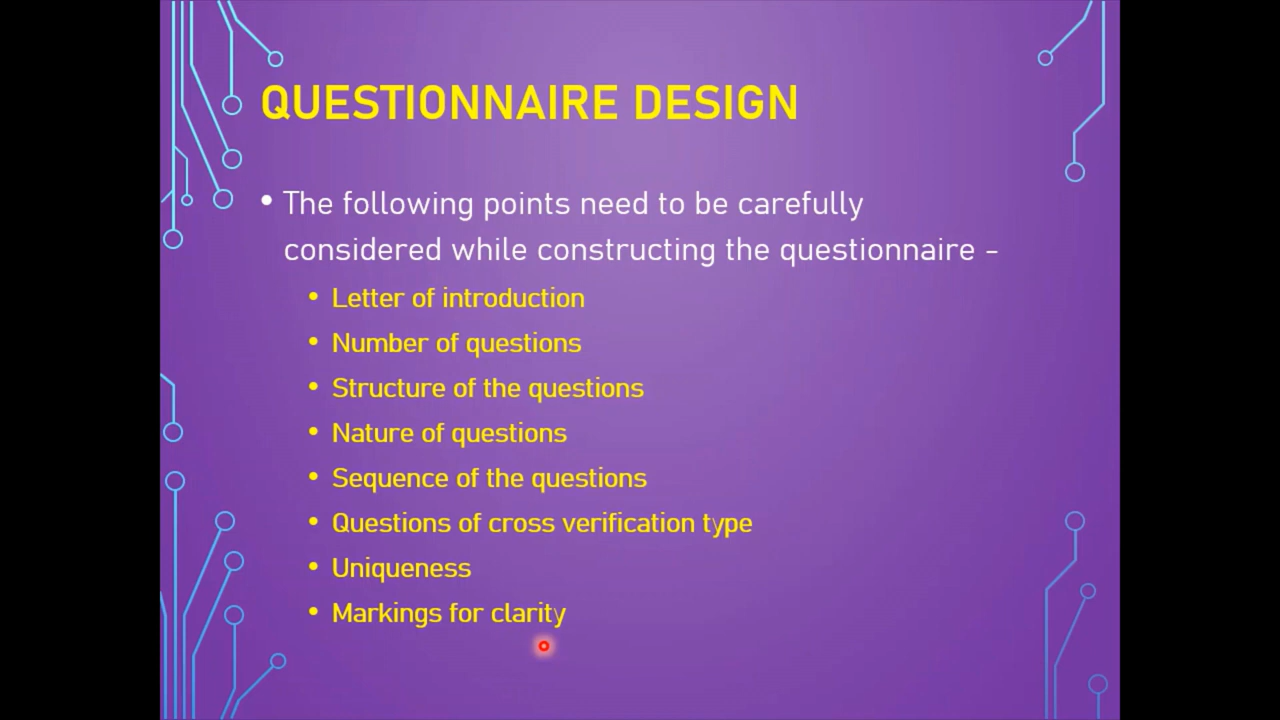 QUESTIONNAIRE DESIGN
• The following points need to be carefully
considered while constructing the questionnaire -
• Letter of introduction
• Number of questions
• Structure of the questions
• Nature of questions
• Sequence of the questions
• Questions of cross verification type
• Uniqueness
• Markings for clarity